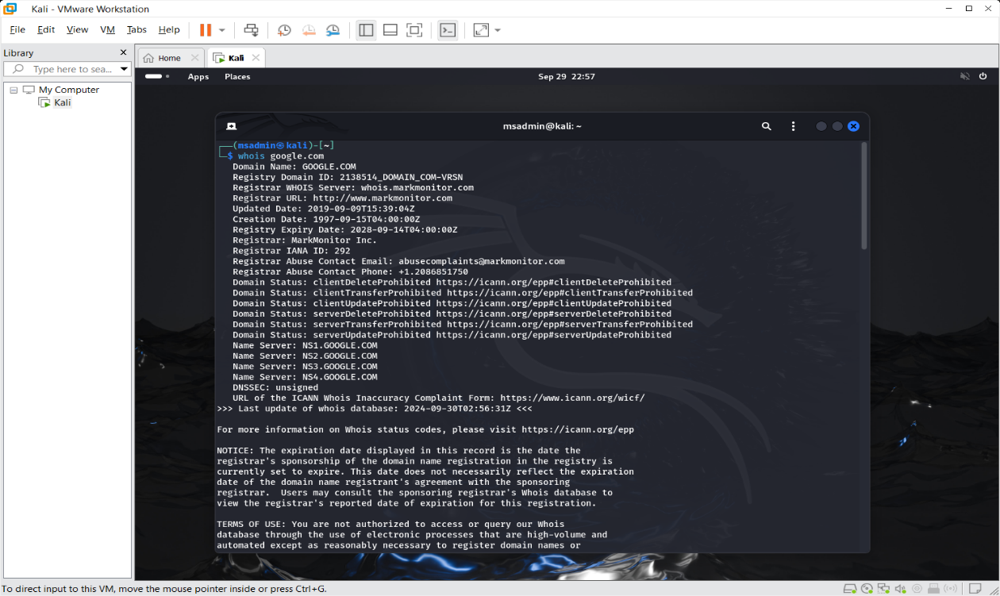 Kali - VMware Workstation
File Edit View VM Tabs Help
Library
Type here to sea...
Home
Kali
My Computer
Kali
Apps Places Sep 29 22:57
msadmin@kali: ~
┌──(msadmin㉿kali)-[~]
└─$ whois google.com
Domain Name: GOOGLE.COM
Registry Domain ID: 2138514_DOMAIN_COM-VRSN
Registrar WHOIS Server: whois.markmonitor.com
Registrar URL: http://www.markmonitor.com
Updated Date: 2019-09-09T15:39:04Z
Creation Date: 1997-09-15T04:00:00Z
Registry Expiry Date: 2028-09-14T04:00:00Z
Registrar: MarkMonitor Inc.
Registrar IANA ID: 292
Registrar Abuse Contact Email: abusecomplaints@markmonitor.com
Registrar Abuse Contact Phone: +1.2086851750
Domain Status: clientDeleteProhibited https://icann.org/epp#clientDeleteProhibited
Domain Status: clientTransferProhibited https://icann.org/epp#clientTransferProhibited
Domain Status: clientUpdateProhibited https://icann.org/epp#clientUpdateProhibited
Domain Status: serverDeleteProhibited https://icann.org/epp#serverDeleteProhibited
Domain Status: serverTransferProhibited https://icann.org/epp#serverTransferProhibited
Domain Status: serverUpdateProhibited https://icann.org/epp#serverUpdateProhibited
Name Server: NS1.GOOGLE.COM
Name Server: NS2.GOOGLE.COM
Name Server: NS3.GOOGLE.COM
Name Server: NS4.GOOGLE.COM
DNSSEC: unsigned
URL of the ICANN Whois Inaccuracy Complaint Form: https://www.icann.org/wicf/
>>> Last update of whois database: 2024-09-30T02:56:31Z <<<
For more information on Whois status codes, please visit https://icann.org/epp
NOTICE: The expiration date displayed in this record is the date the
registrar's sponsorship of the domain name registration in the registry is
currently set to expire. This date does not necessarily reflect the expiration
date of the domain name registrant's agreement with the sponsoring
registrar.  Users may consult the sponsoring registrar's Whois database to
view the registrar's reported date of expiration for this registration.
TERMS OF USE: You are not authorized to access or query our Whois
database through the use of electronic processes that are high-volume and
automated except as reasonably necessary to register domain names or
To direct input to this VM, move the mouse pointer inside or press Ctrl+G.